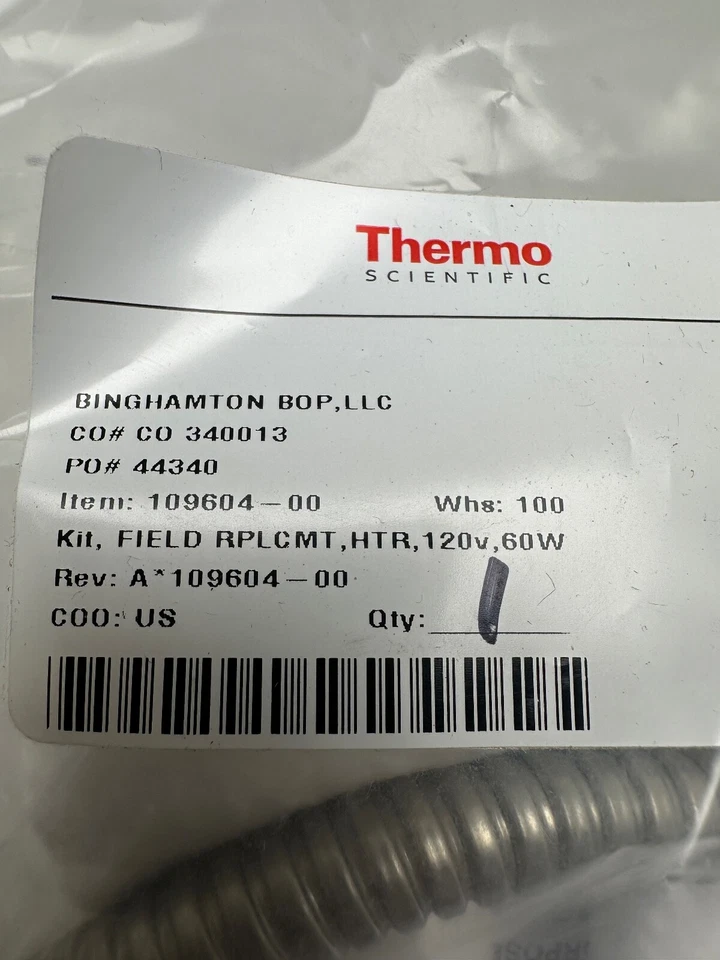 Thermo
SCIENTIFIC
BINGHAMTON BOP,LLC
CO# CO 340013
PO# 44340
Item: 109604-00 Whs: 100
Kit, FIELD RPLCMT,HTR,120v,60W
Rev: A*109604-00
COO: US Qty: 1